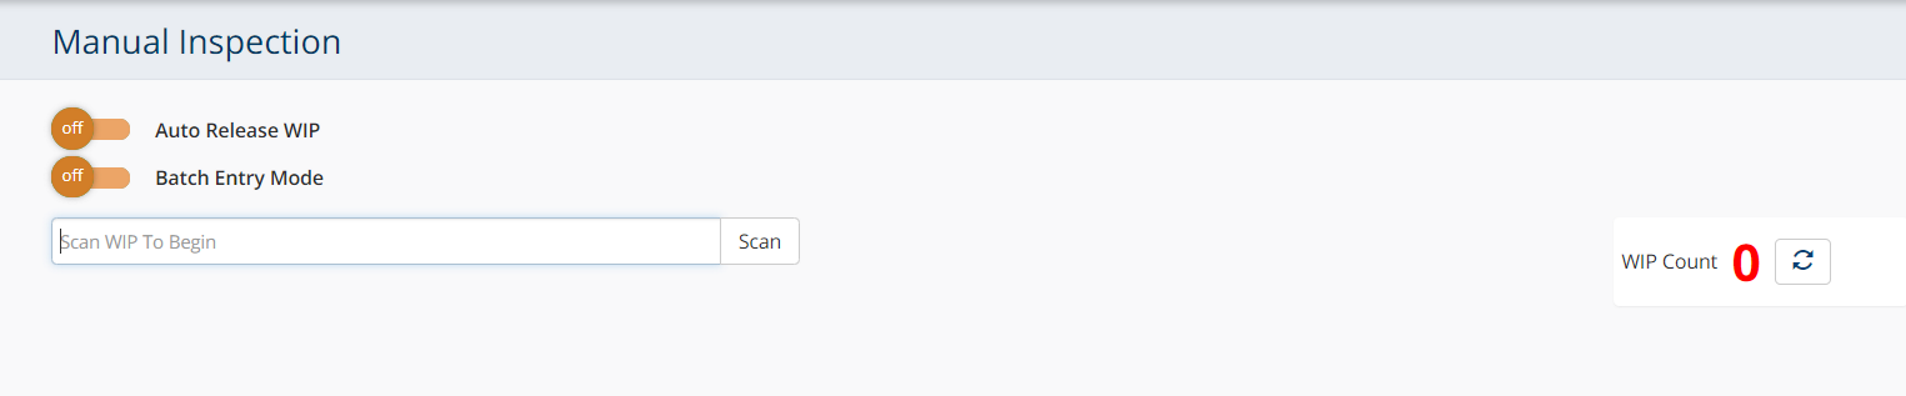 Manual Inspection
off Auto Release WIP
off Batch Entry Mode
Scan WIP To Begin Scan
WIP Count 0